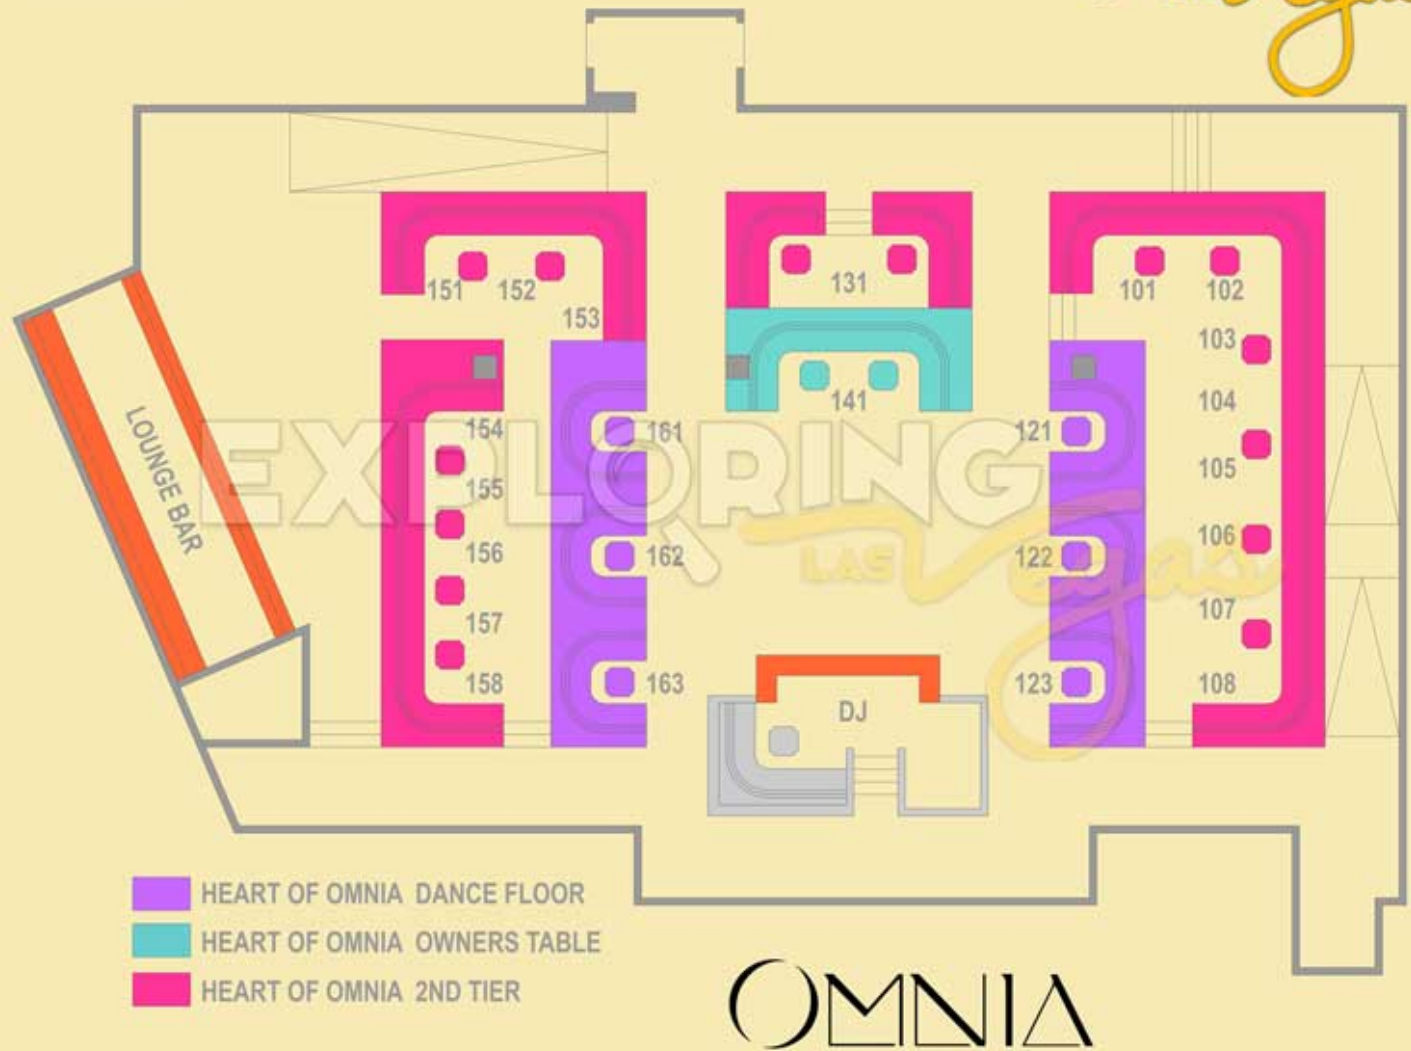 151 152
153
131
101 102
103
141
104
154
161
121
LOUNGE BAR
105
155
156
162
122
106
157
107
158
163
123
108
DJ
EXPLORING
LAS Vegas
HEART OF OMNIA DANCE FLOOR
HEART OF OMNIA OWNERS TABLE
HEART OF OMNIA 2ND TIER
OMNIA